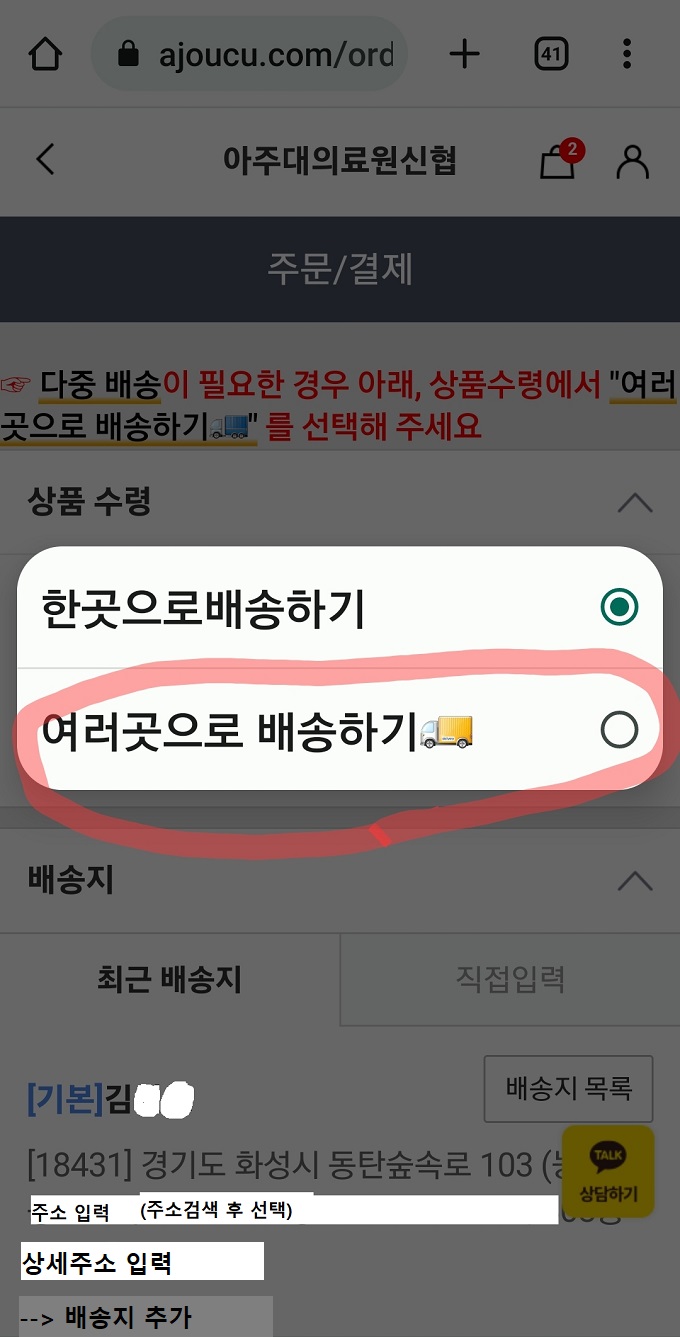 ajoucu.com/ord
41
아주대의료원신협
2
주문/결제
☞ 다중 배송이 필요한 경우 아래, 상품수령에서 "여러
곳으로 배송하기🚚" 를 선택해 주세요
상품 수령
한곳으로배송하기
여러곳으로 배송하기🚚
배송지
최근 배송지
직접입력
[기본]김
배송지 목록
[18431] 경기도 화성시 동탄숲속로 103 (
TALK
상담하기
주소 입력 (주소검색 후 선택)
상세주소 입력
--> 배송지 추가